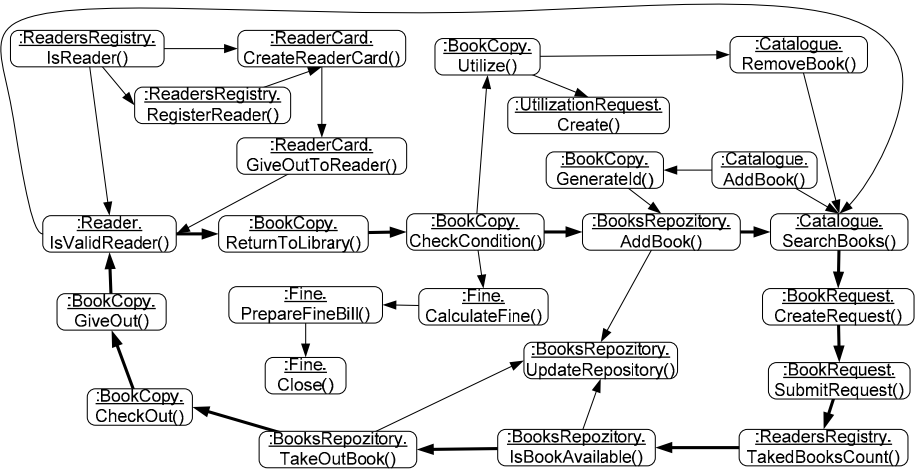 :ReadersRegistry.
IsReader()
:ReaderCard.
CreateReaderCard()
:BookCopy.
Utilize()
:Catalogue.
RemoveBook()
:ReadersRegistry.
RegisterReader()
:UtilizationRequest.
Create()
:ReaderCard.
GiveOutToReader()
:BookCopy.
GenerateId()
:Catalogue.
AddBook()
:Reader.
IsValidReader()
:BookCopy.
ReturnToLibrary()
:BookCopy.
CheckCondition()
:BooksRepozitory.
AddBook()
:Catalogue.
SearchBooks()
:BookCopy.
GiveOut()
:Fine.
PrepareFineBill()
:Fine.
CalculateFine()
:BookRequest.
CreateRequest()
:Fine.
Close()
:BooksRepozitory.
UpdateRepository()
:BookRequest.
SubmitRequest()
:BookCopy.
CheckOut()
:BooksRepozitory.
TakeOutBook()
:BooksRepozitory.
IsBookAvailable()
:ReadersRegistry.
TakedBooksCount()